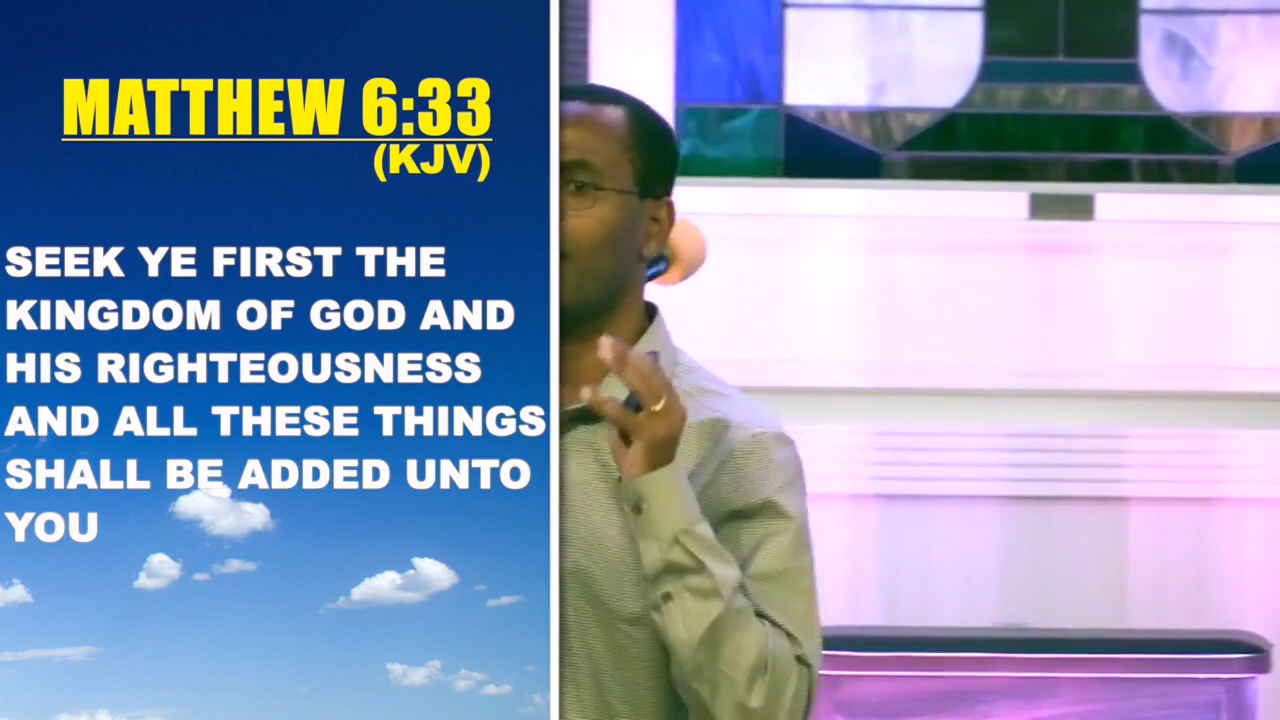 MATTHEW 6:33
(KJV)
SEEK YE FIRST THE
KINGDOM OF GOD AND
HIS RIGHTEOUSNESS
AND ALL THESE THINGS
SHALL BE ADDED UNTO
YOU